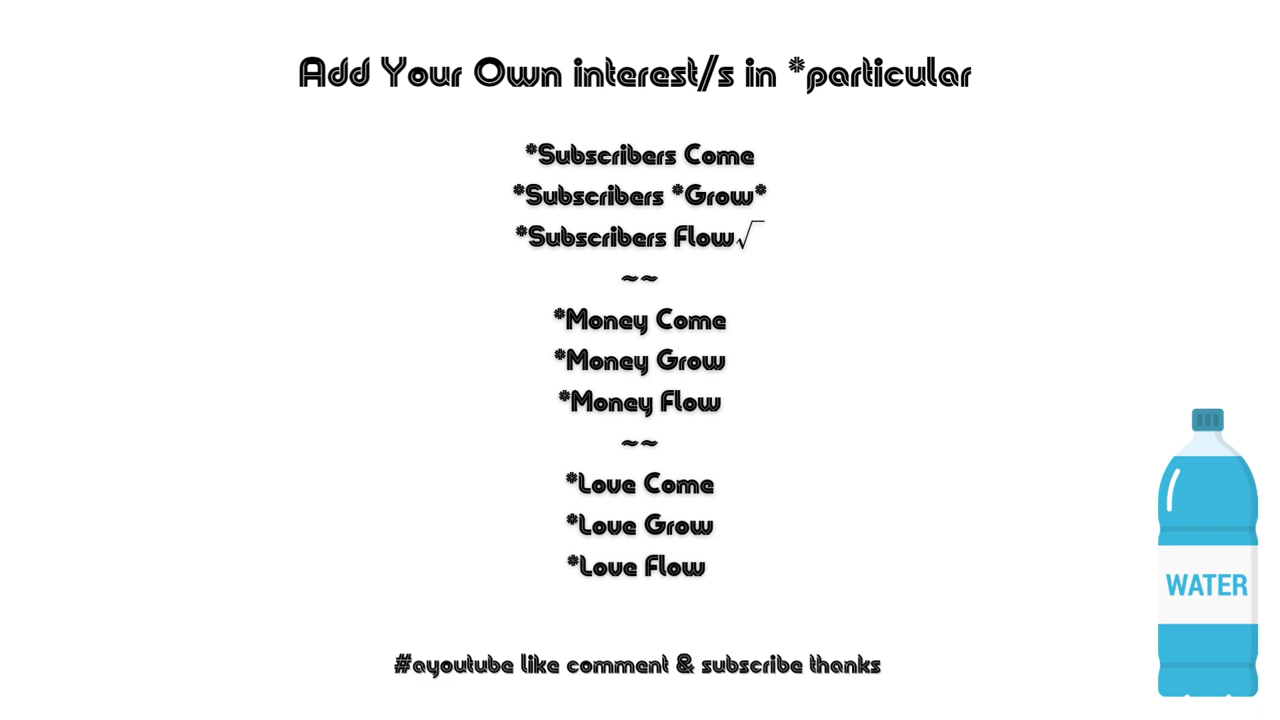 Add Your Own interest/s in *particular
*Subscribers Come
*Subscribers *Grow*
*Subscribers Flow√
~~
*Money Come
*Money Grow
*Money Flow
~~
*Love Come
*Love Grow
*Love Flow
WATER
#ayoutube like comment & subscribe thanks